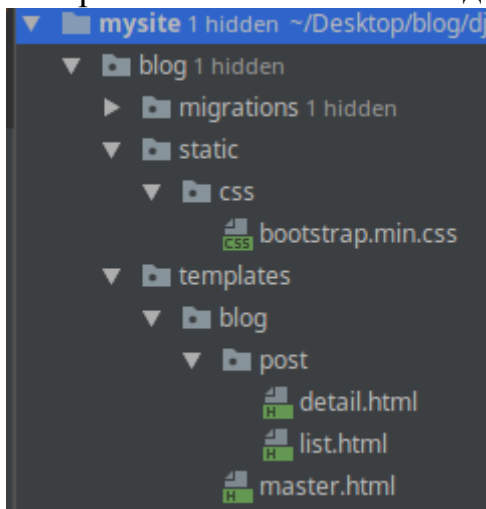 mysite 1 hidden ~/Desktop/blog/dj
blog 1 hidden
migrations 1 hidden
static
css
CSS bootstrap.min.css
templates
blog
post
H detail.html
H list.html
H master.html